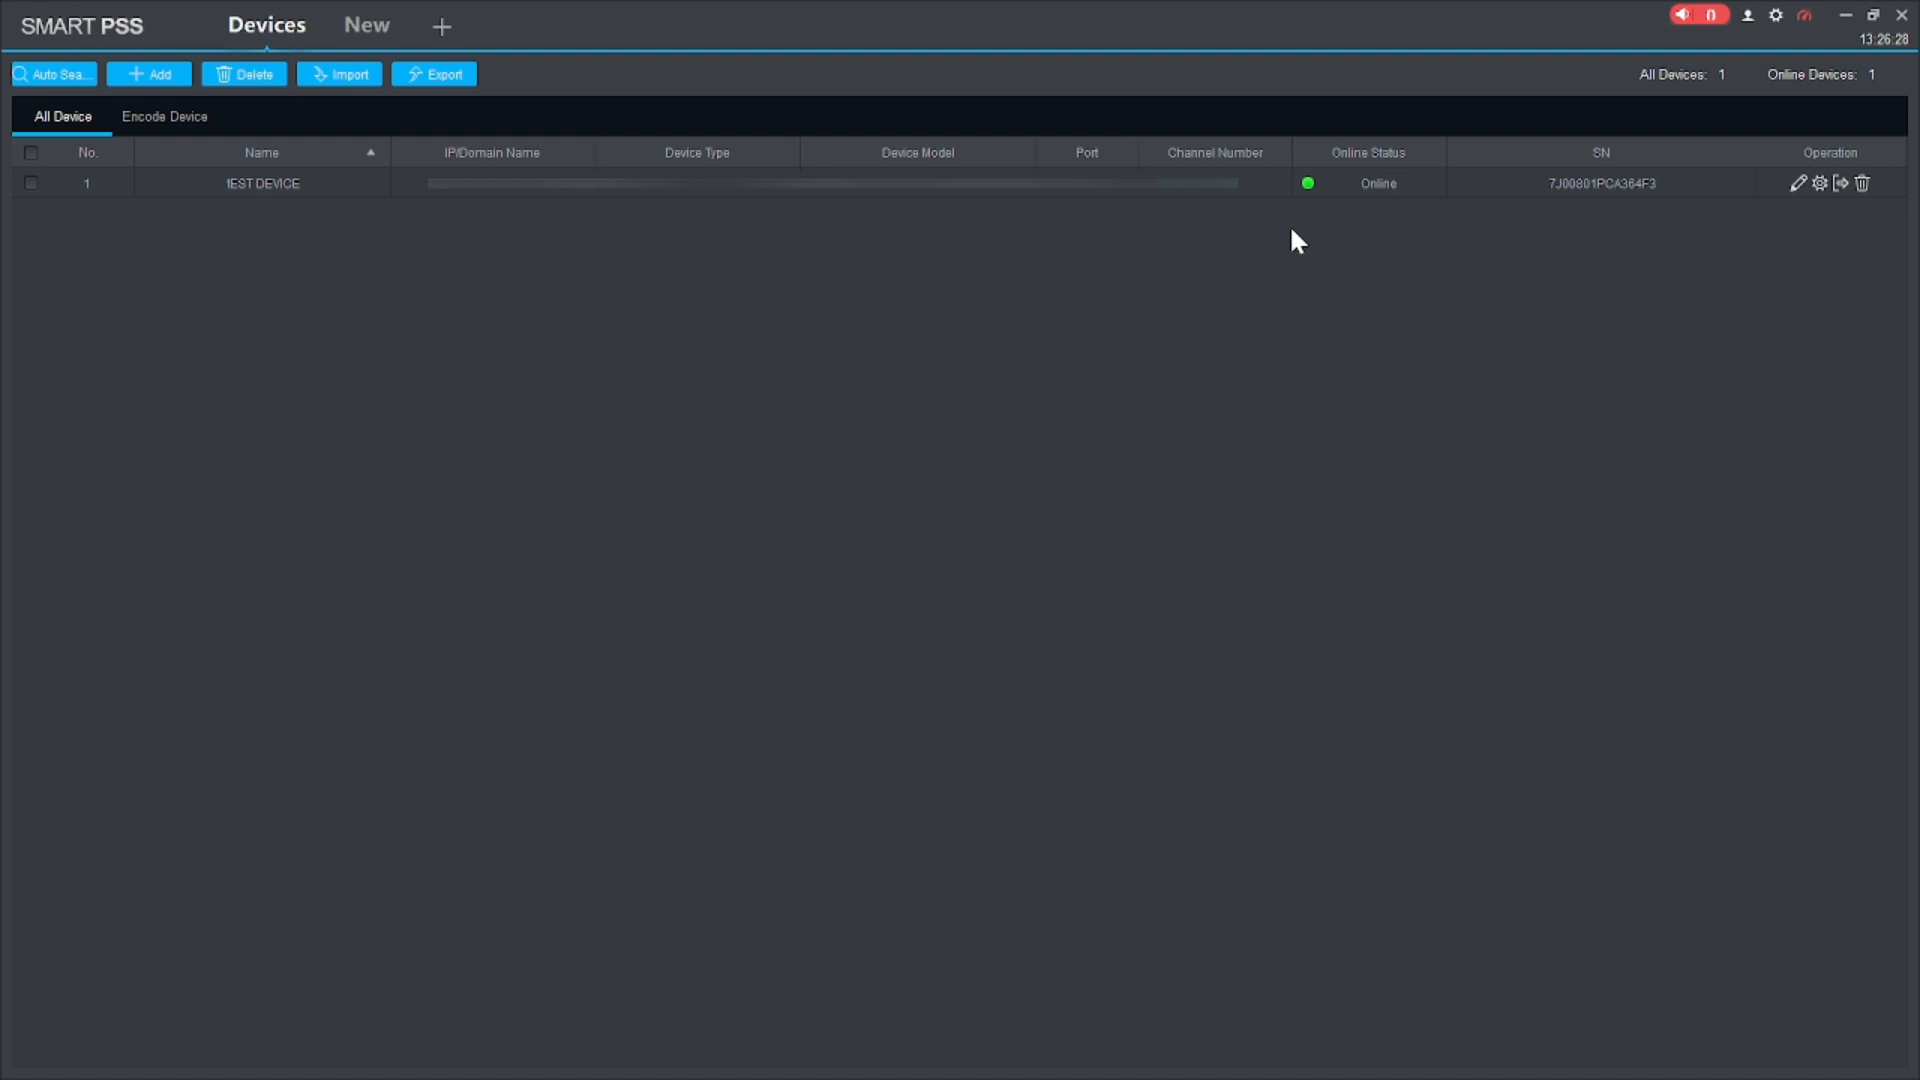 SMART PSS Devices New + 0
13:26:28
Auto Sea... Add Delete Import Export All Devices: 1 Online Devices: 1
All Device Encode Device
No. Name IP/Domain Name Device Type Device Model Port Channel Number Online Status SN Operation
1 tEST DEVICE Online 7J00801PCA364F3